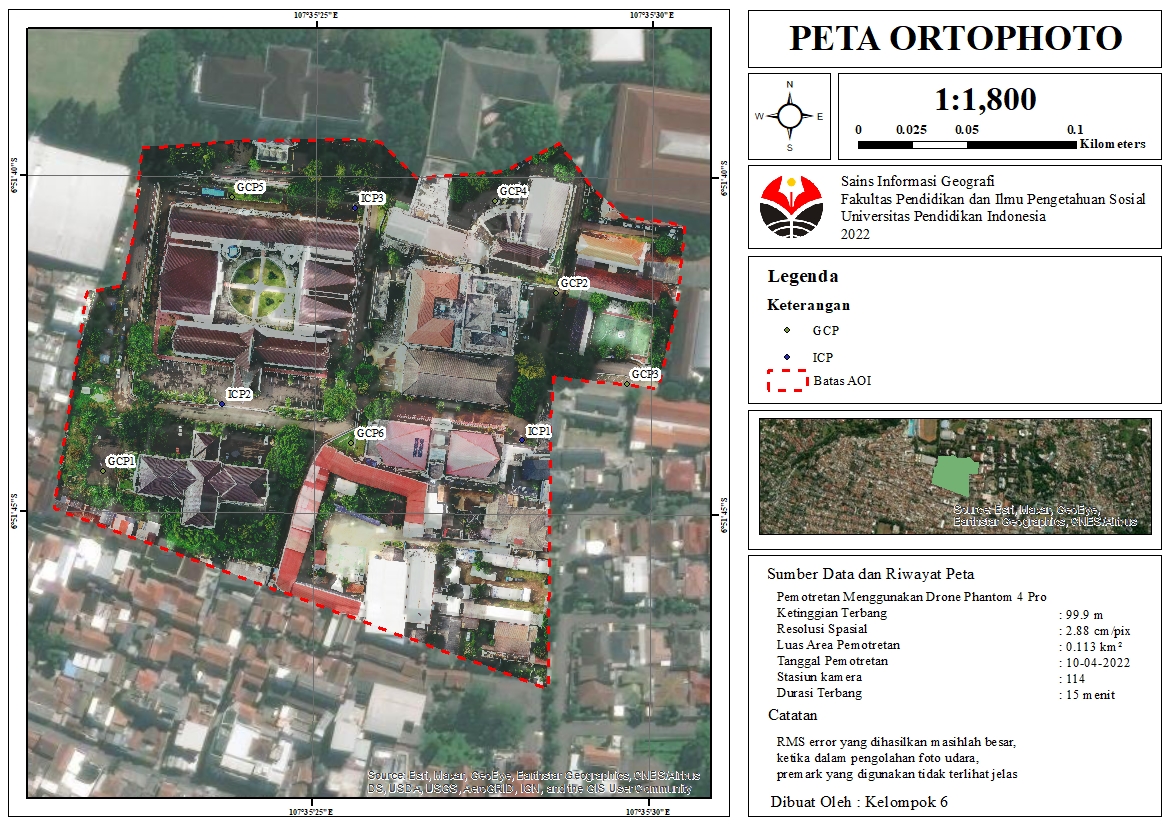 107°35'25"E
107°35'30"E
6°51'40"S
6°51'40"S
GCP5
ICP3
GCP4
GCP2
GCP3
ICP2
GCP6
ICP1
GCP1
6°51'45"S
6°51'45"S
Source: Esri, Maxar, GeoEye, Earthstar Geographics, CNES/Airbus
DS, USDA, USGS, AeroGRID, IGN, and the GIS User Community
107°35'25"E
107°35'30"E
PETA ORTOPHOTO
N
W
E
S
1:1,800
0 0.025 0.05 0.1
Kilometers
Sains Informasi Geografi
Fakultas Pendidikan dan Ilmu Pengetahuan Sosial
Universitas Pendidikan Indonesia
2022
Legenda
Keterangan
GCP
ICP
Batas AOI
Source: Esri, Maxar, GeoEye,
Earthstar Geographics, CNES/Airbus
Sumber Data dan Riwayat Peta
Pemotretan Menggunakan Drone Phantom 4 Pro
Ketinggian Terbang : 99.9 m
Resolusi Spasial : 2.88 cm/pix
Luas Area Pemotretan : 0.113 km²
Tanggal Pemotretan : 10-04-2022
Stasiun kamera : 114
Durasi Terbang : 15 menit
Catatan
RMS error yang dihasilkan masihlah besar,
ketika dalam pengolahan foto udara,
premark yang digunakan tidak terlihat jelas
Dibuat Oleh : Kelompok 6